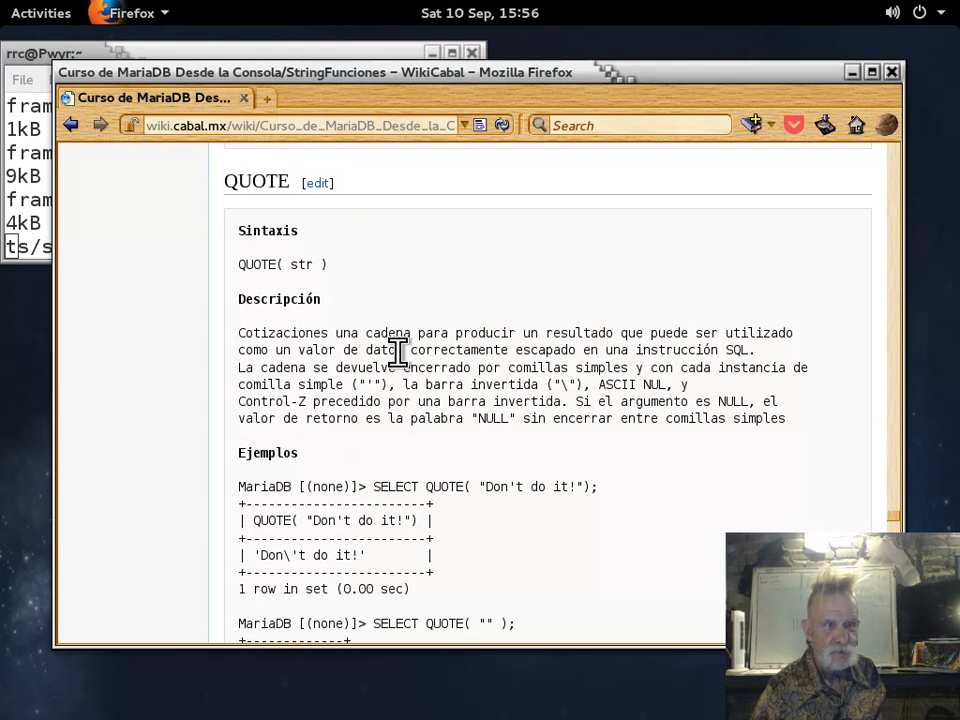 Activities Firefox Sat 10 Sep, 15:56
rrc@Pwyr:~
Curso de MariaDB Desde la Consola/StringFunciones – WikiCabal – Mozilla Firefox
File
Curso de MariaDB Des... × +
wiki.cabal.mx/wiki/Curso_de_MariaDB_Desde_la_C Search
fram
1kB
fram
9kB
fram
4kB
ts/s
QUOTE [edit]
Sintaxis
QUOTE( str )
Descripción
Cotizaciones una cadena para producir un resultado que puede ser utilizado
como un valor de dato correctamente escapado en una instrucción SQL.
La cadena se devuelve encerrado por comillas simples y con cada instancia de
comilla simple ("'"), la barra invertida ("\"), ASCII NUL, y
Control-Z precedido por una barra invertida. Si el argumento es NULL, el
valor de retorno es la palabra "NULL" sin encerrar entre comillas simples
Ejemplos
MariaDB [(none)]> SELECT QUOTE( "Don't do it!");
+------------------------+
| QUOTE( "Don't do it!") |
+------------------------+
| 'Don\'t do it!'        |
+------------------------+
1 row in set (0.00 sec)
MariaDB [(none)]> SELECT QUOTE( "" );
+-------------+